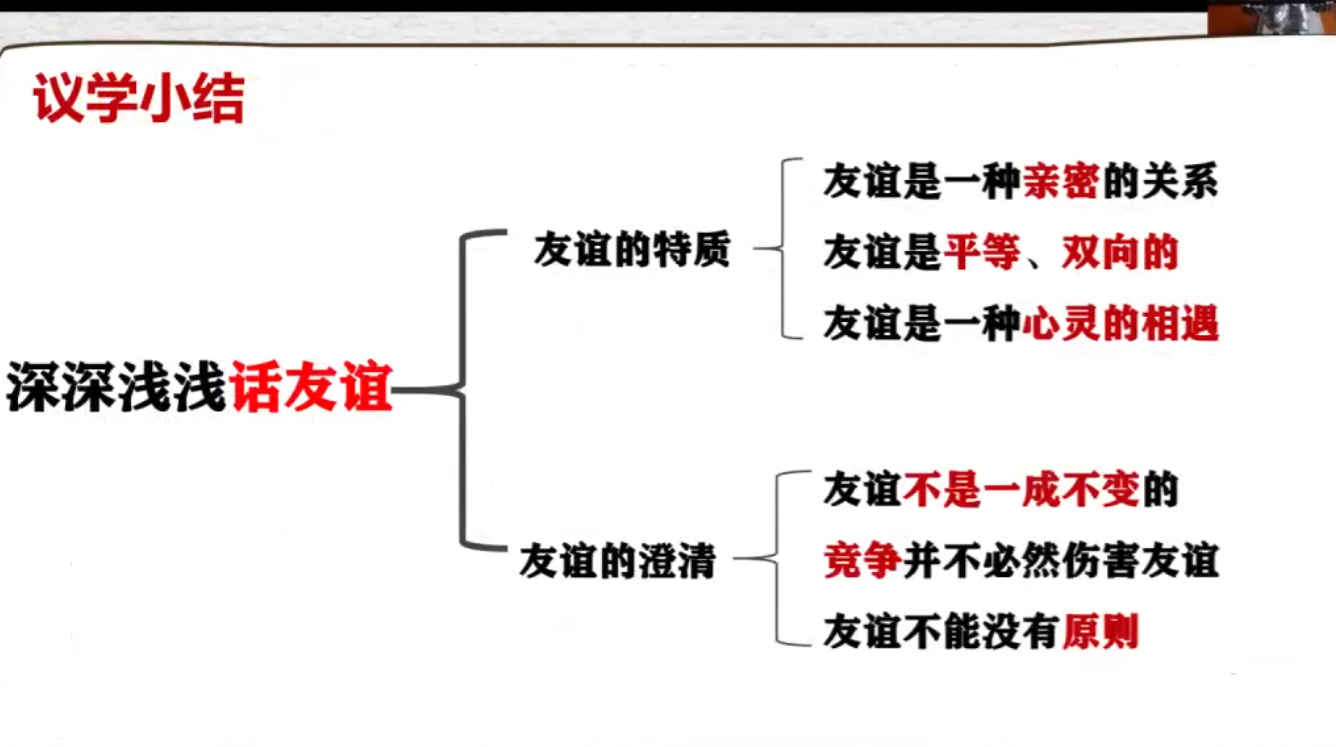 议学小结
深深浅浅话友谊
友谊的特质
友谊是一种亲密的关系
友谊是平等、双向的
友谊是一种心灵的相遇
友谊的澄清
友谊不是一成不变的
竞争并不必然伤害友谊
友谊不能没有原则